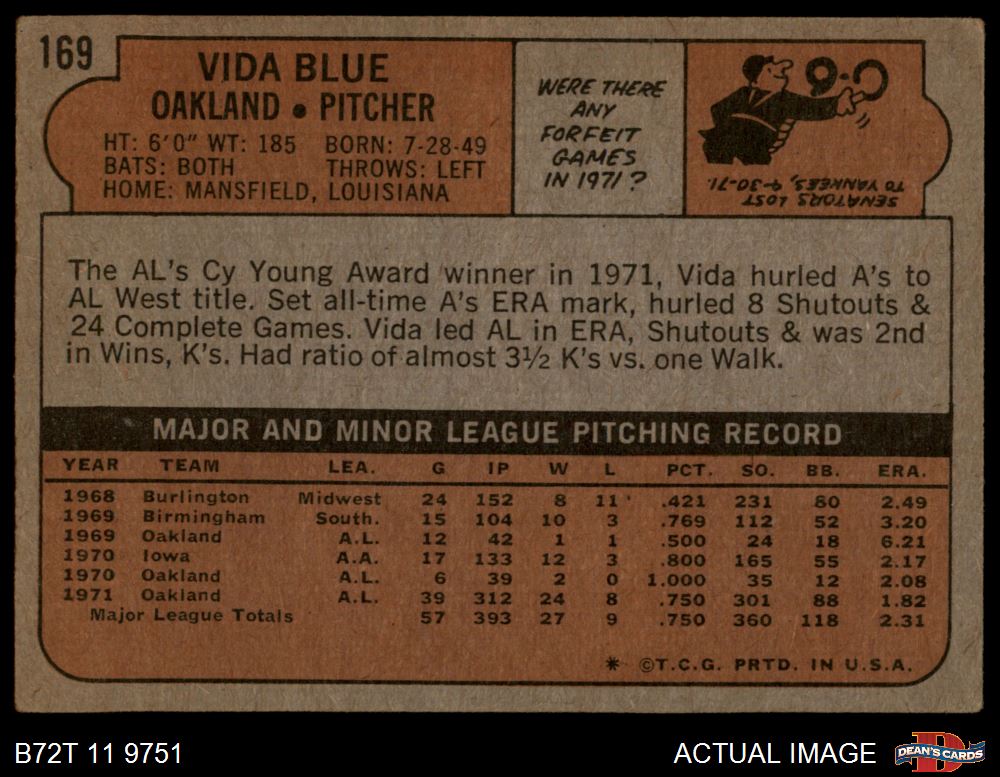 169
VIDA BLUE
OAKLAND • PITCHER
HT: 6'0" WT: 185 BORN: 7-28-49
BATS: BOTH THROWS: LEFT
HOME: MANSFIELD, LOUISIANA
WERE THERE
ANY
FORFEIT
GAMES
IN 1971?
9-0
SENATORS LOST
TO YANKEES, 9-30-71.
The AL's Cy Young Award winner in 1971, Vida hurled A's to
AL West title. Set all-time A's ERA mark, hurled 8 Shutouts &
24 Complete Games. Vida led AL in ERA, Shutouts & was 2nd
in Wins, K's. Had ratio of almost 3½ K's vs. one Walk.
MAJOR AND MINOR LEAGUE PITCHING RECORD
YEAR TEAM LEA. G IP W L PCT. SO. BB. ERA.
1968 Burlington Midwest 24 152 8 11 .421 231 80 2.49
1969 Birmingham South. 15 104 10 3 .769 112 52 3.20
1969 Oakland A.L. 12 42 1 1 .500 24 18 6.21
1970 Iowa A.A. 17 133 12 3 .800 165 55 2.17
1970 Oakland A.L. 6 39 2 0 1.000 35 12 2.08
1971 Oakland A.L. 39 312 24 8 .750 301 88 1.82
Major League Totals 57 393 27 9 .750 360 118 2.31
* ©T.C.G. PRTD. IN U.S.A.
B72T 11 9751
ACTUAL IMAGE
D
DEAN'S CARDS